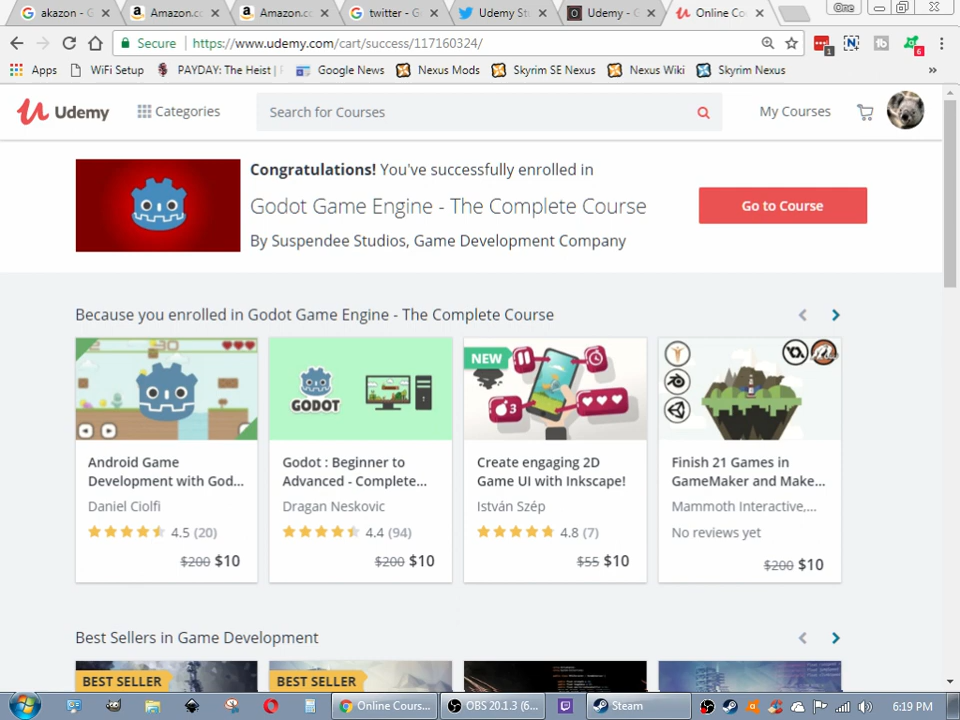 akazon - G
Amazon.co
Amazon.co
twitter - G
Udemy St
Udemy - G
Online Co
One
Secure
https://www.udemy.com/cart/success/117160324/
Apps
WiFi Setup
PAYDAY: The Heist
Google News
Nexus Mods
Skyrim SE Nexus
Nexus Wiki
Skyrim Nexus
»
Udemy
Categories
Search for Courses
My Courses
Congratulations! You've successfully enrolled in
Godot Game Engine - The Complete Course
By Suspendee Studios, Game Development Company
Go to Course
Because you enrolled in Godot Game Engine - The Complete Course
GODOT
NEW
3
Android Game
Development with God...
Daniel Ciolfi
4.5 (20)
$200 $10
Godot : Beginner to
Advanced - Complete...
Dragan Neskovic
4.4 (94)
$200 $10
Create engaging 2D
Game UI with Inkscape!
István Szép
4.8 (7)
$55 $10
Finish 21 Games in
GameMaker and Make...
Mammoth Interactive,...
No reviews yet
$200 $10
Best Sellers in Game Development
BEST SELLER
BEST SELLER
Online Cours...
OBS 20.1.3 (6...
Steam
6:19 PM